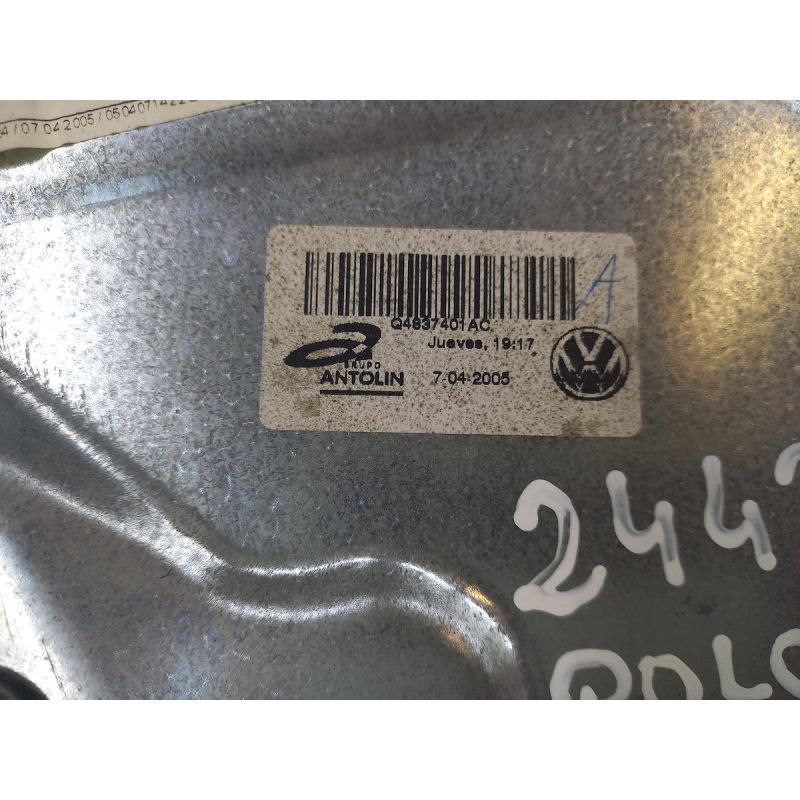 4/07 04 2005/0504071422
A
Q4837401AC
Jueves, 19:17
GRUPO
ANTOLIN
7-04-2005
244
POLO